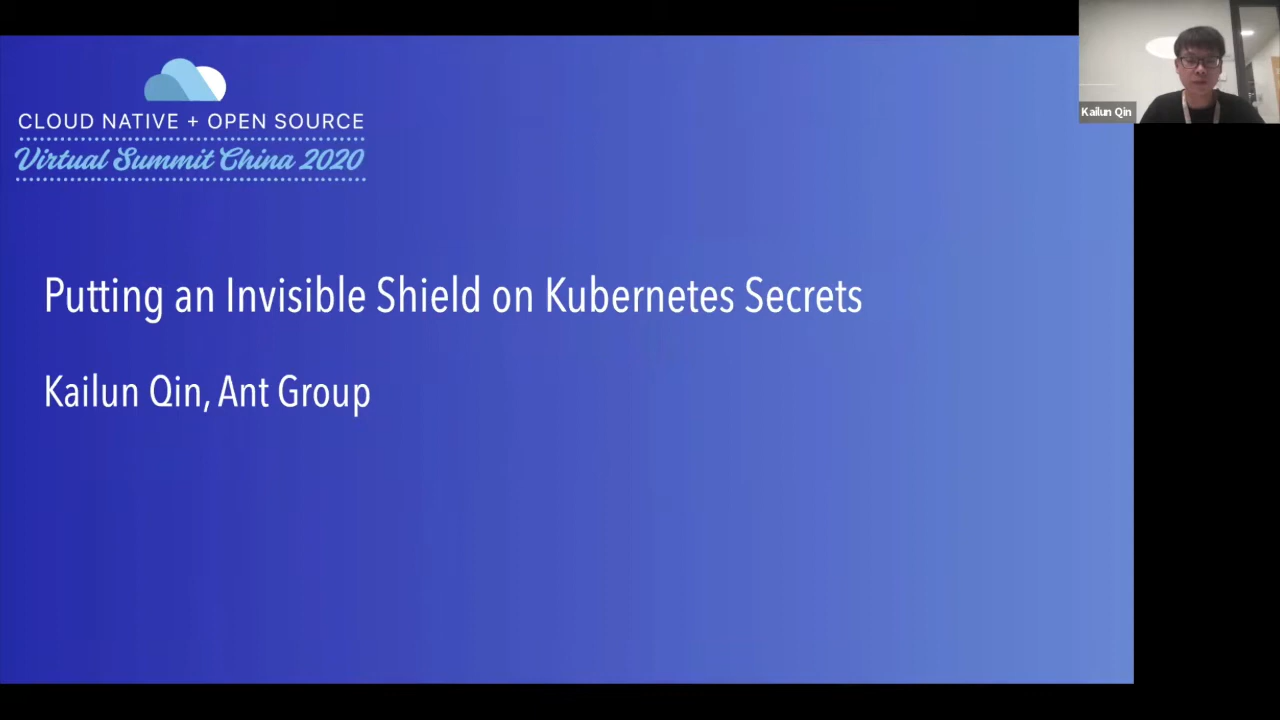 CLOUD NATIVE + OPEN SOURCE
Virtual Summit China 2020
Kailun Qin
Putting an Invisible Shield on Kubernetes Secrets
Kailun Qin, Ant Group